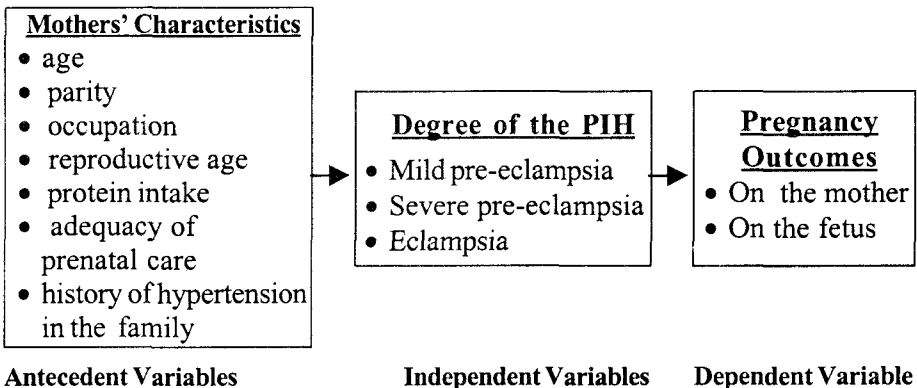 Mothers' Characteristics
• age
• parity
• occupation
• reproductive age
• protein intake
• adequacy of
prenatal care
• history of hypertension
in the family
Degree of the PIH
• Mild pre-eclampsia
• Severe pre-eclampsia
• Eclampsia
Pregnancy
Outcomes
• On the mother
• On the fetus
Antecedent Variables
Independent Variables
Dependent Variable